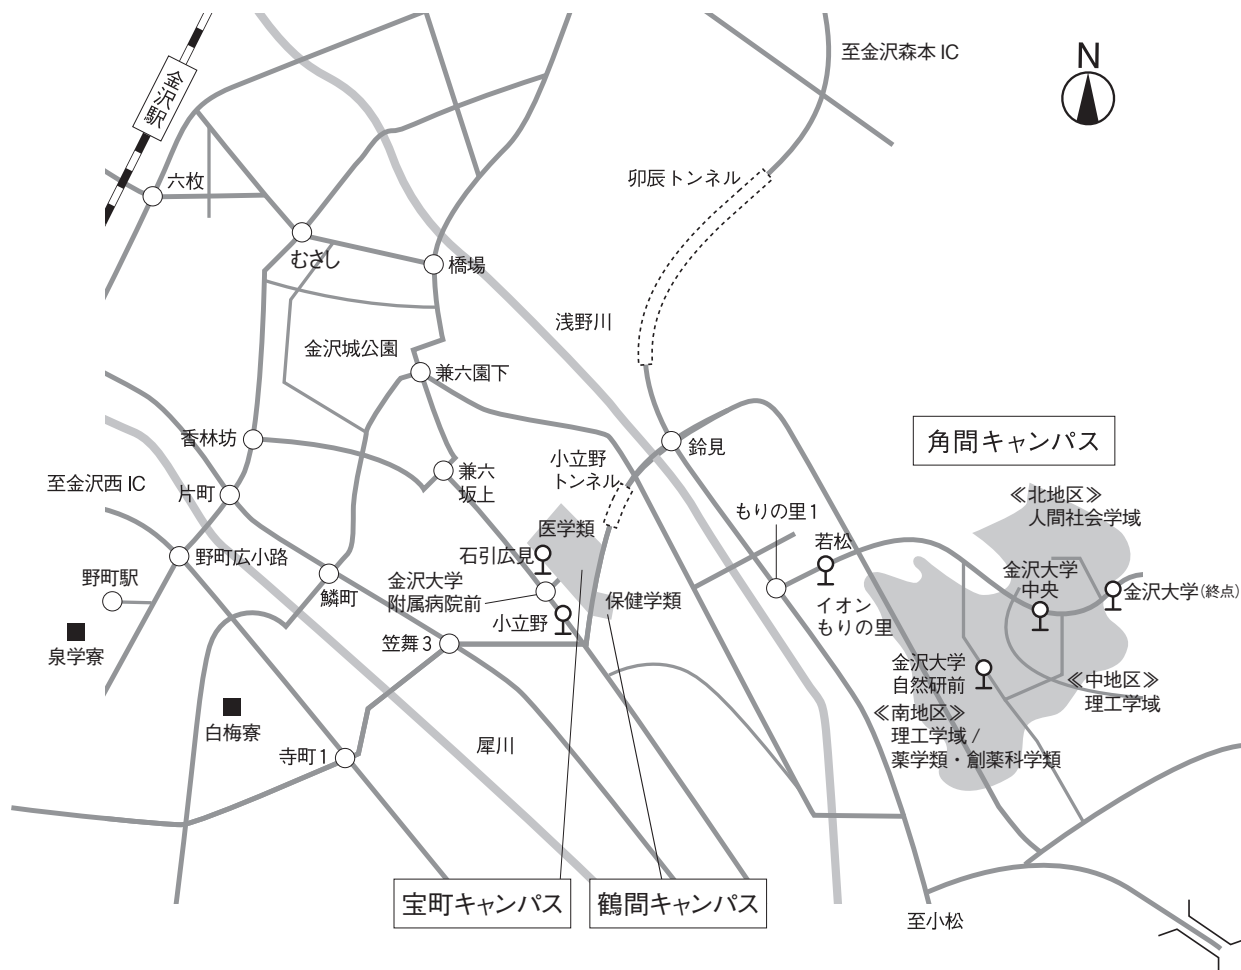 至金沢森本 IC
N
金沢駅
六枚
卯辰トンネル
むさし
橋場
浅野川
金沢城公園
兼六園下
角間キャンパス
香林坊
鈴見
小立野
トンネル
兼六
坂上
至金沢西 IC
片町
≪北地区≫
人間社会学域
もりの里 1
医学類
若松
石引広見
野町広小路
金沢大学
中央
野町駅
金沢大学
附属病院前
金沢大学(終点)
鱗町
保健学類
イオン
もりの里
小立野
泉学寮
笠舞 3
金沢大学
自然研前
≪中地区≫
理工学域
≪南地区≫
理工学域 /
薬学類・創薬科学類
白梅寮
寺町 1
犀川
宝町キャンパス
鶴間キャンパス
至小松